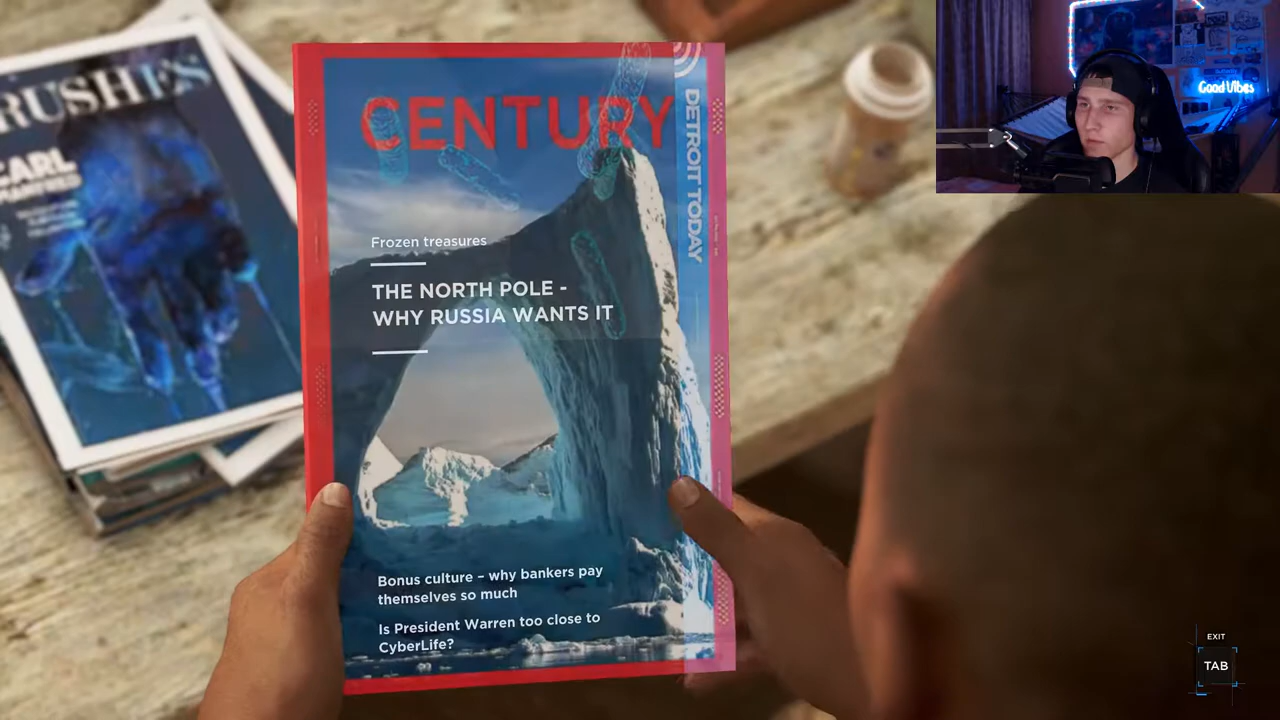 RUSHES
CARL
CENTURY
DETROIT TODAY
Frozen treasures
THE NORTH POLE -
WHY RUSSIA WANTS IT
Bonus culture – why bankers pay
themselves so much
Is President Warren too close to
CyberLife?
Good Vibes
EXIT
TAB